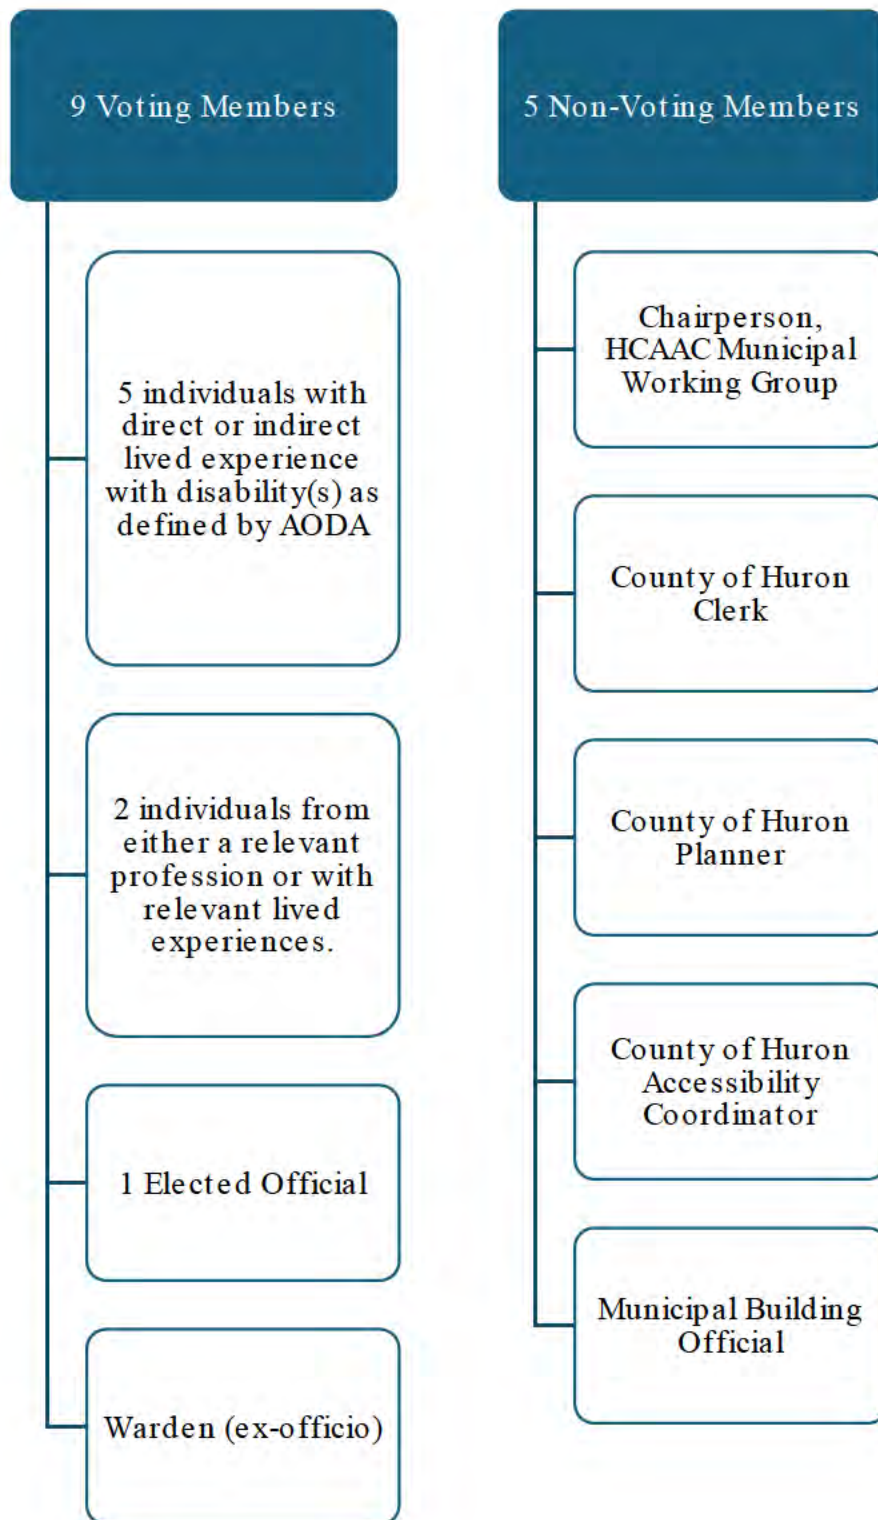 9 Voting Members
5 individuals with
direct or indirect
lived experience
with disability(s) as
defined by AODA
2 individuals from
either a relevant
profession or with
relevant lived
experiences.
1 Elected Official
Warden (ex-officio)
5 Non-Voting Members
Chairperson,
HCAAC Municipal
Working Group
County of Huron
Clerk
County of Huron
Planner
County of Huron
Accessibility
Coordinator
Municipal Building
Official